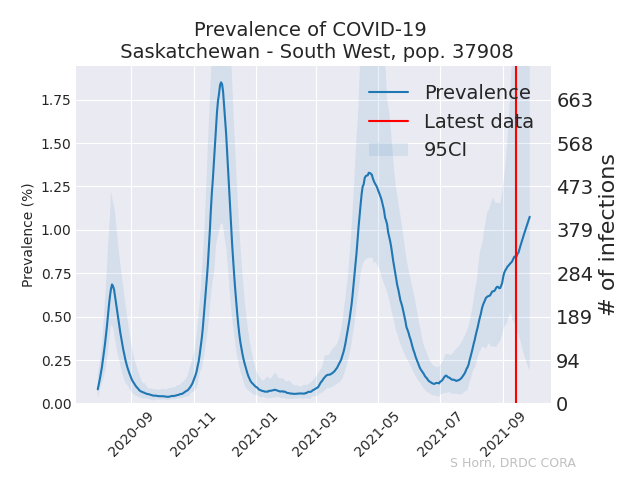 Prevalence of COVID-19
Saskatchewan - South West, pop. 37908
Prevalence
Latest data
95CI
Prevalence (%)
1.75
1.50
1.25
1.00
0.75
0.50
0.25
0.00
663
568
473
379
284
189
94
0
# of infections
2020-09
2020-11
2021-01
2021-03
2021-05
2021-07
2021-09
S Horn, DRDC CORA